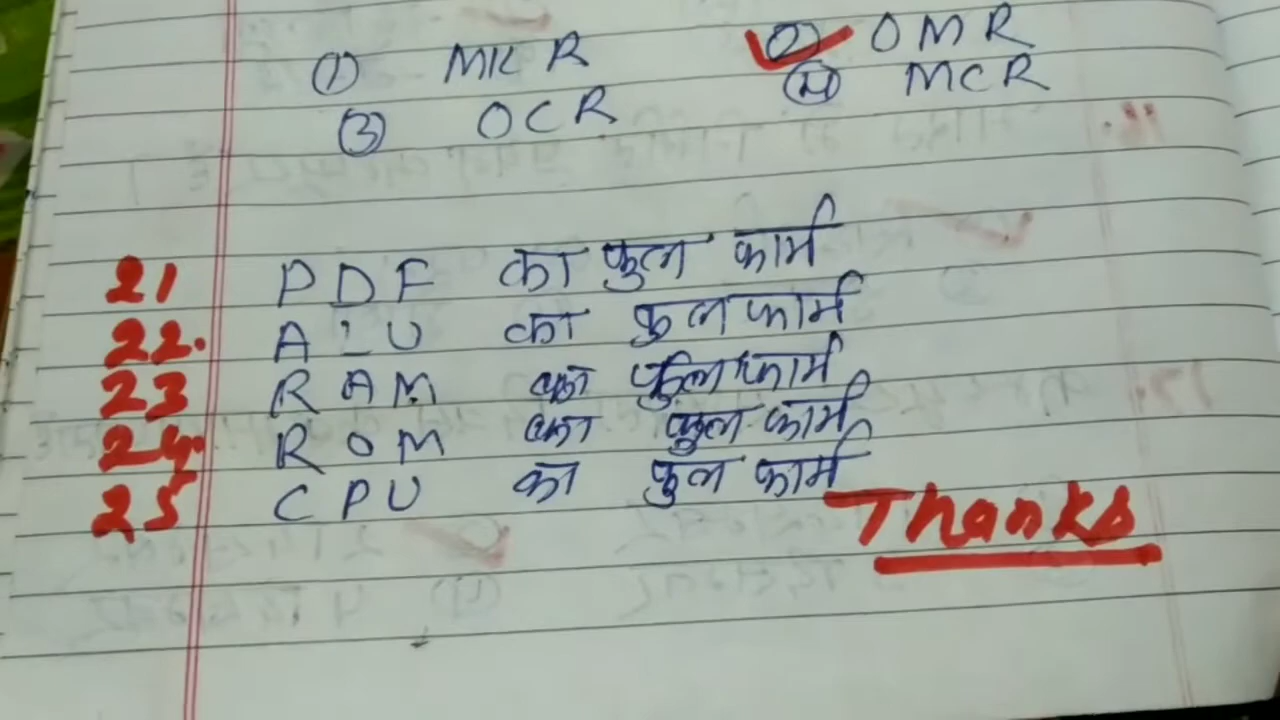 ① MICR ② OMR
③ OCR ④ MCR
21 PDF का फुल फार्म
22. ALU का फुल फार्म
23 RAM का फुल फार्म
24. ROM का फुल फार्म
25 CPU का फुल फार्म
Thanks